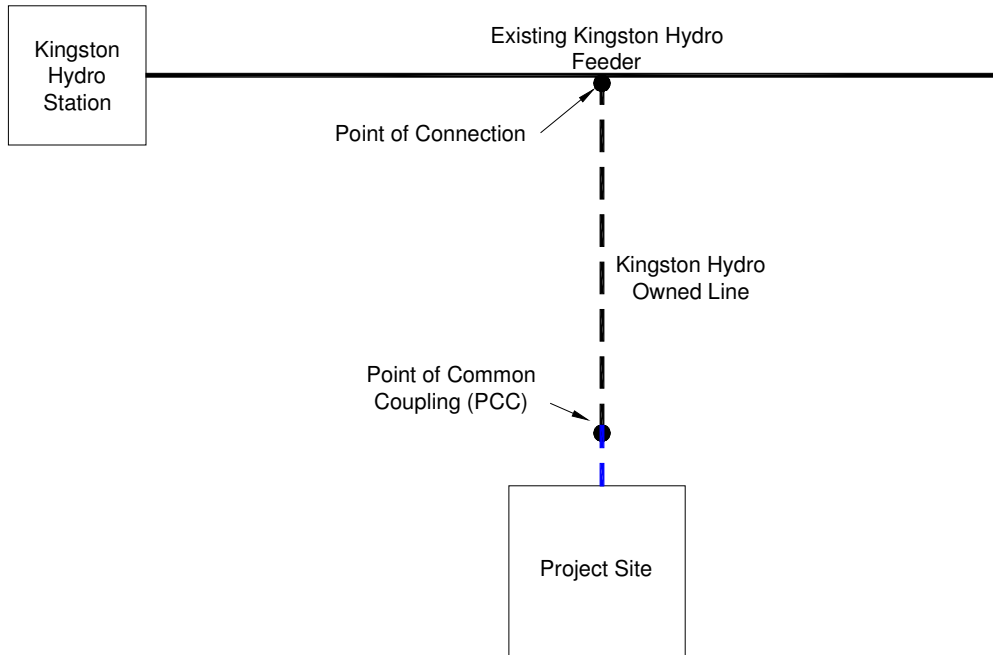 Kingston
Hydro
Station
Existing Kingston Hydro
Feeder
Point of Connection
Kingston Hydro
Owned Line
Point of Common
Coupling (PCC)
Project Site